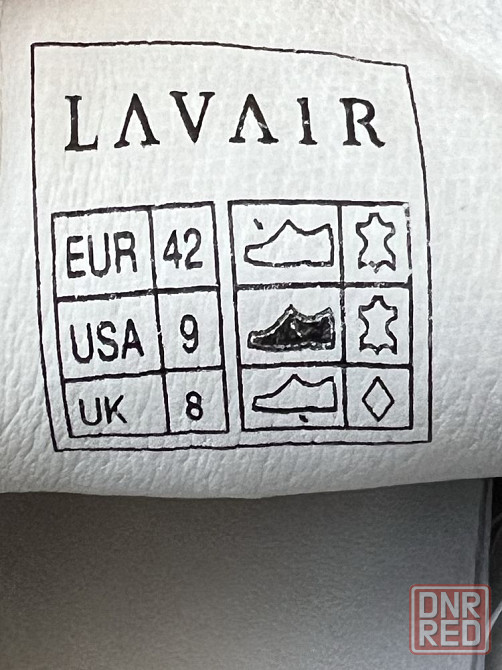 LAVAIR
EUR 42
USA 9
UK 8
DNR
RED